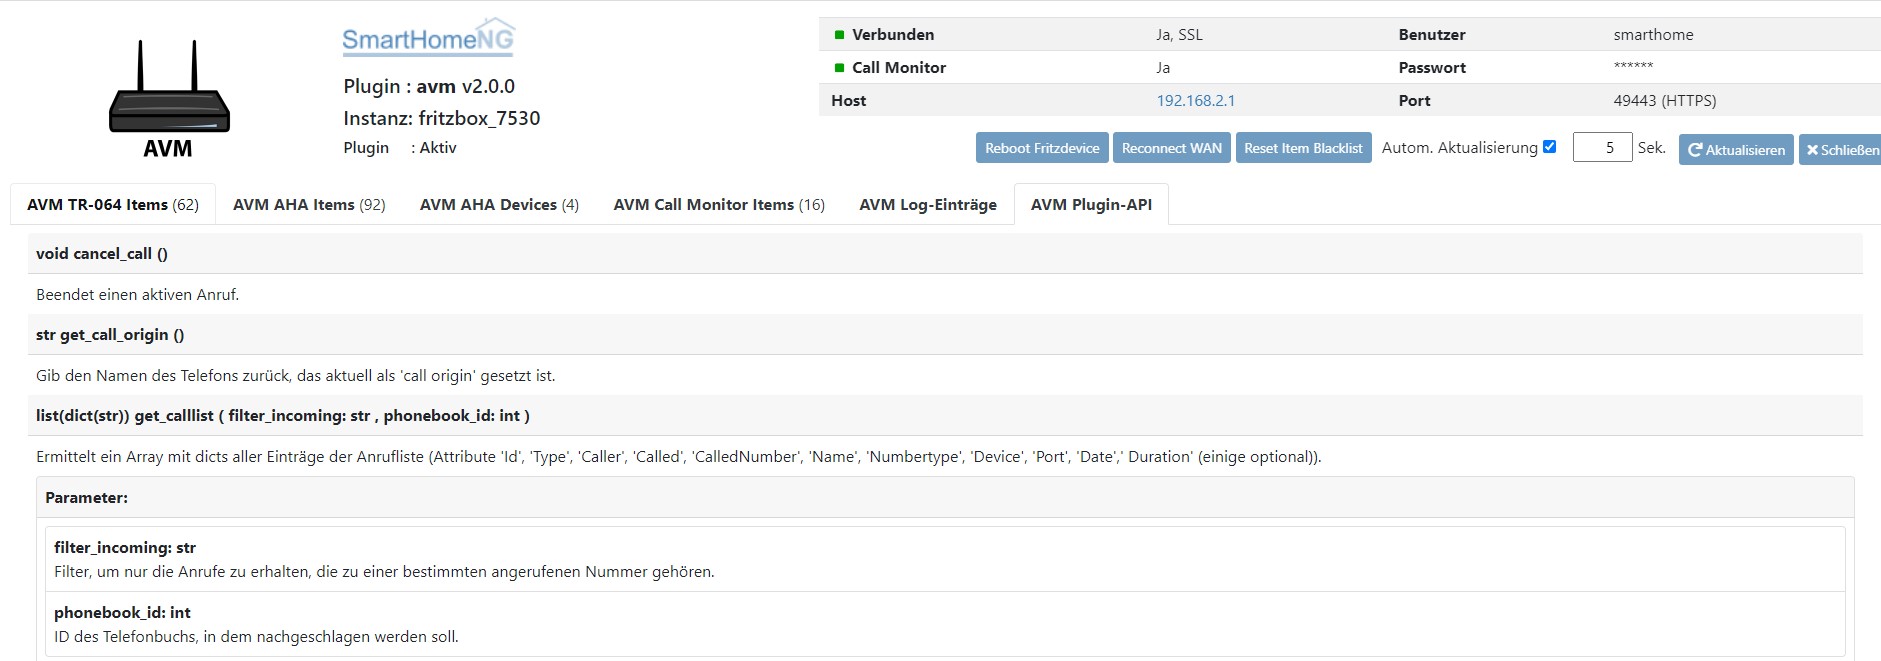 AVM
SmartHomeNG
Plugin : avm v2.0.0
Instanz: fritzbox_7530
Plugin : Aktiv
Verbunden Ja, SSL Benutzer smarthome
Call Monitor Ja Passwort ******
Host 192.168.2.1 Port 49443 (HTTPS)
Reboot Fritzdevice Reconnect WAN Reset Item Blacklist Autom. Aktualisierung 5 Sek. Aktualisieren Schließen
AVM TR-064 Items (62) AVM AHA Items (92) AVM AHA Devices (4) AVM Call Monitor Items (16) AVM Log-Einträge AVM Plugin-API
void cancel_call ()
Beendet einen aktiven Anruf.
str get_call_origin ()
Gib den Namen des Telefons zurück, das aktuell als 'call origin' gesetzt ist.
list(dict(str)) get_calllist ( filter_incoming: str , phonebook_id: int )
Ermittelt ein Array mit dicts aller Einträge der Anrufliste (Attribute 'Id', 'Type', 'Caller', 'Called', 'CalledNumber', 'Name', 'Numbertype', 'Device', 'Port', 'Date',' Duration' (einige optional)).
Parameter:
filter_incoming: str
Filter, um nur die Anrufe zu erhalten, die zu einer bestimmten angerufenen Nummer gehören.
phonebook_id: int
ID des Telefonbuchs, in dem nachgeschlagen werden soll.